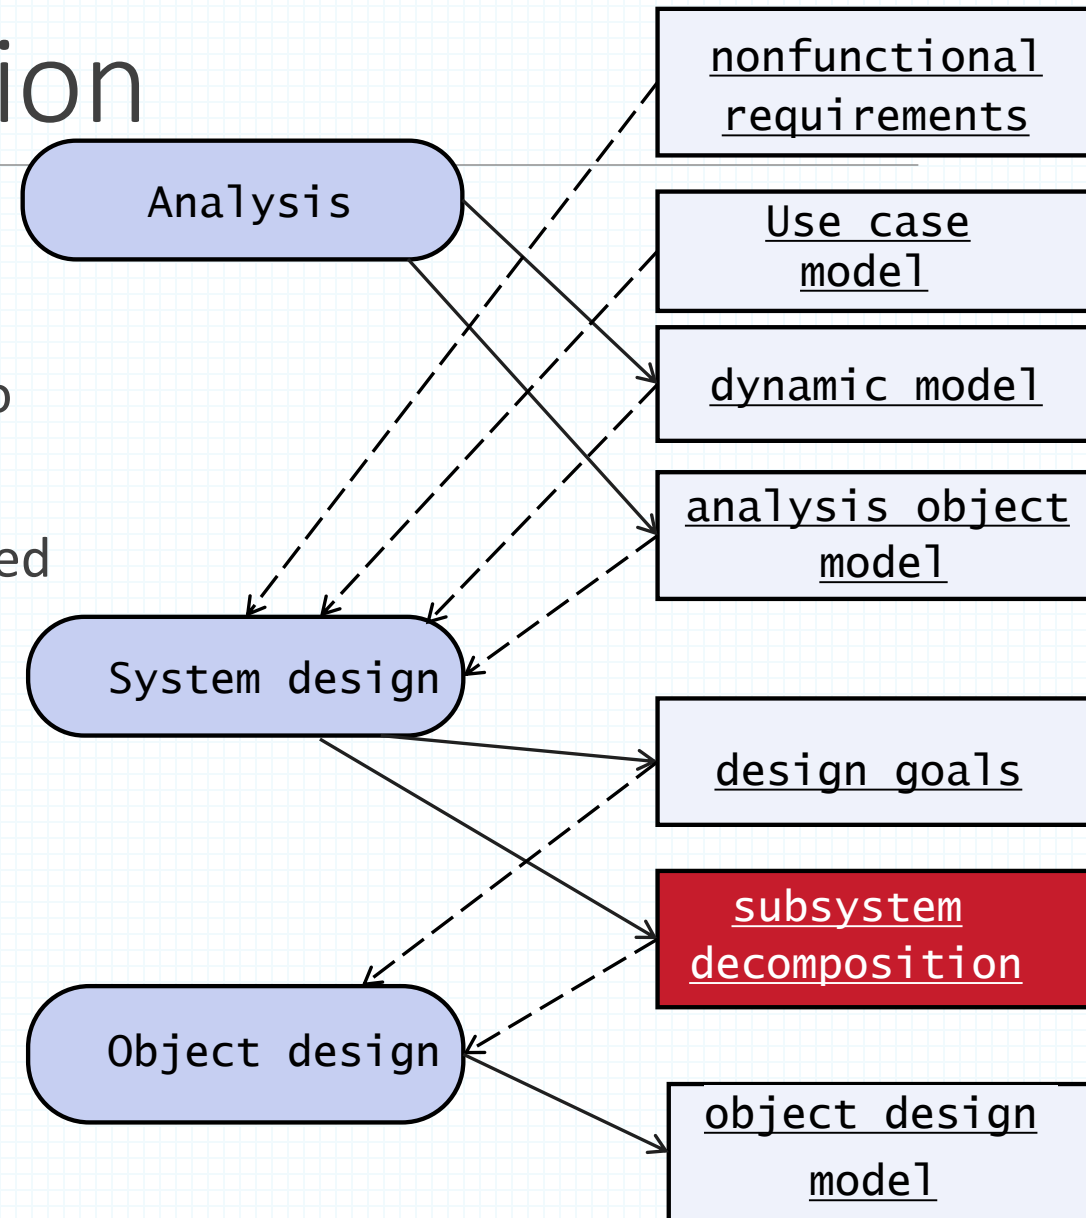 ion
nonfunctional
requirements
Analysis
Use case
model
dynamic model
analysis object
model
ed
System design
design goals
subsystem
decomposition
Object design
object design
model